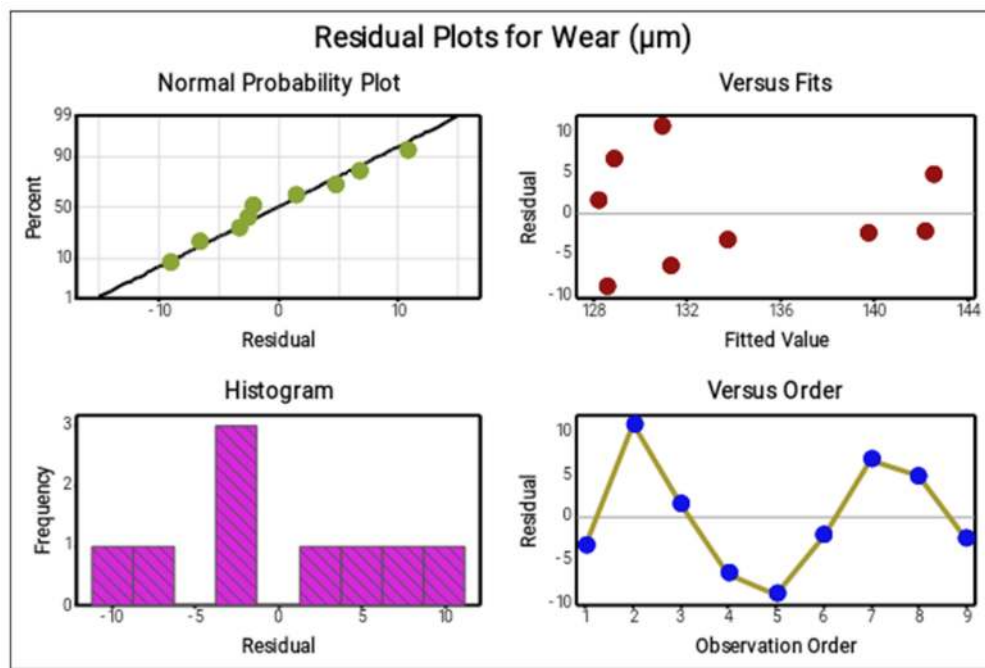 Residual Plots for Wear (μm)
Normal Probability Plot
99
90
50
10
1
Percent
-10 0 10
Residual
Versus Fits
10
5
0
-5
-10
Residual
128 132 136 140 144
Fitted Value
Histogram
3
2
1
0
Frequency
-10 -5 0 5 10
Residual
Versus Order
10
5
0
-5
-10
Residual
1 2 3 4 5 6 7 8 9
Observation Order